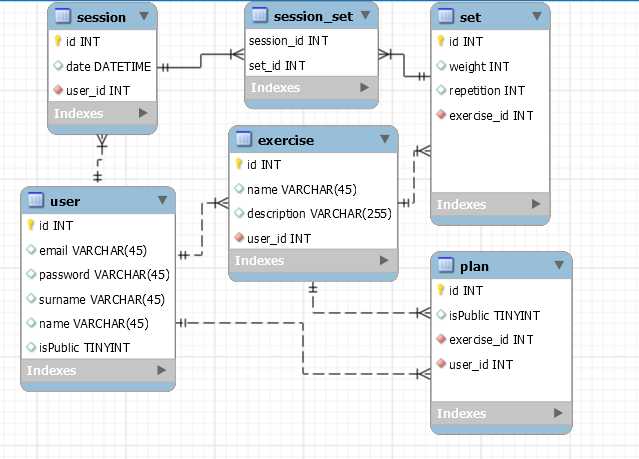 session
id INT
date DATETIME
user_id INT
Indexes
session_set
session_id INT
set_id INT
Indexes
set
id INT
weight INT
repetition INT
exercise_id INT
Indexes
exercise
id INT
name VARCHAR(45)
description VARCHAR(255)
user_id INT
Indexes
user
id INT
email VARCHAR(45)
password VARCHAR(45)
surname VARCHAR(45)
name VARCHAR(45)
isPublic TINYINT
Indexes
plan
id INT
isPublic TINYINT
exercise_id INT
user_id INT
Indexes